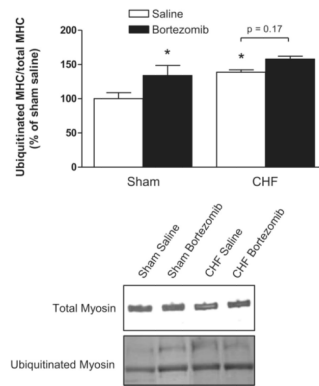 Saline
Bortezomib
Ubiquitinated MHC/total MHC
(% of sham saline)
200
150
100
50
0
*
*
p = 0.17
Sham
CHF
Sham Saline
Sham Bortezomib
CHF Saline
CHF Bortezomib
Total Myosin
Ubiquitinated Myosin